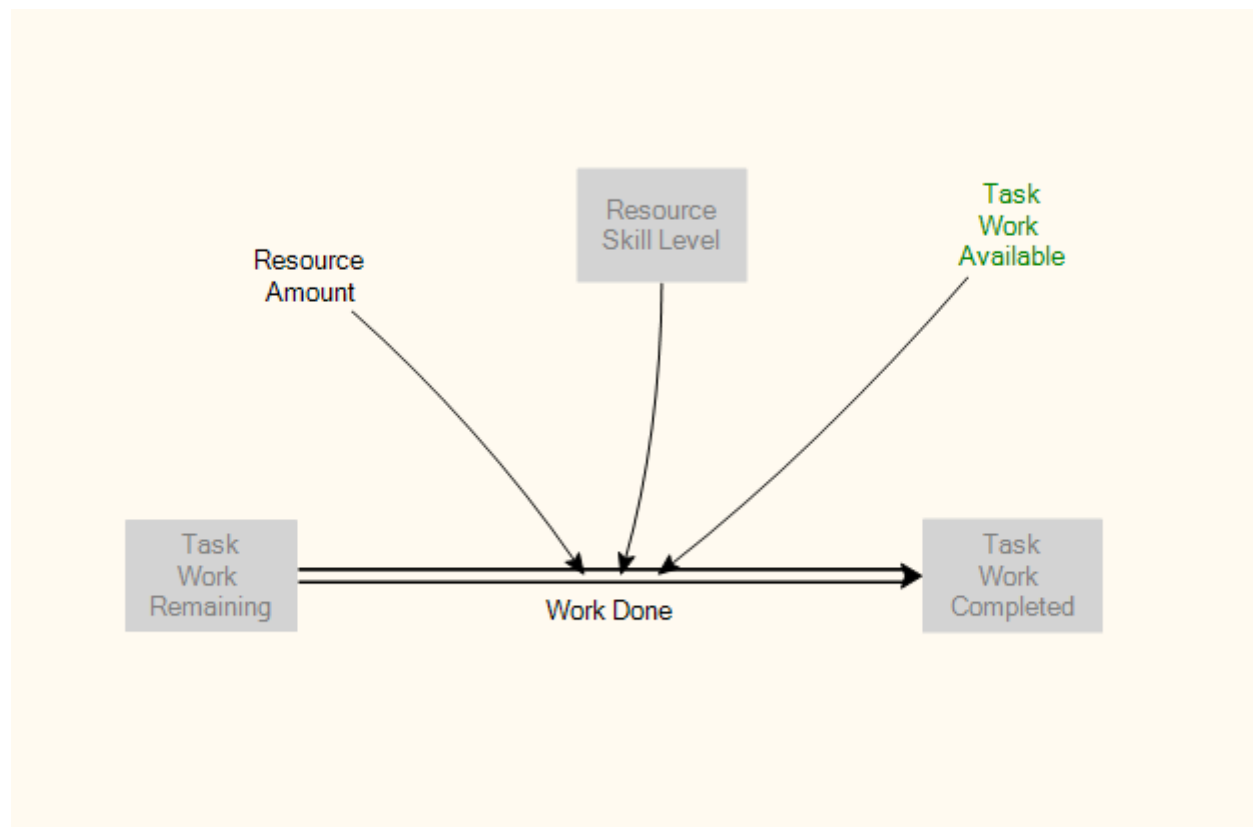 Resource
Amount
Resource
Skill Level
Task
Work
Available
Task
Work
Remaining
Work Done
Task
Work
Completed